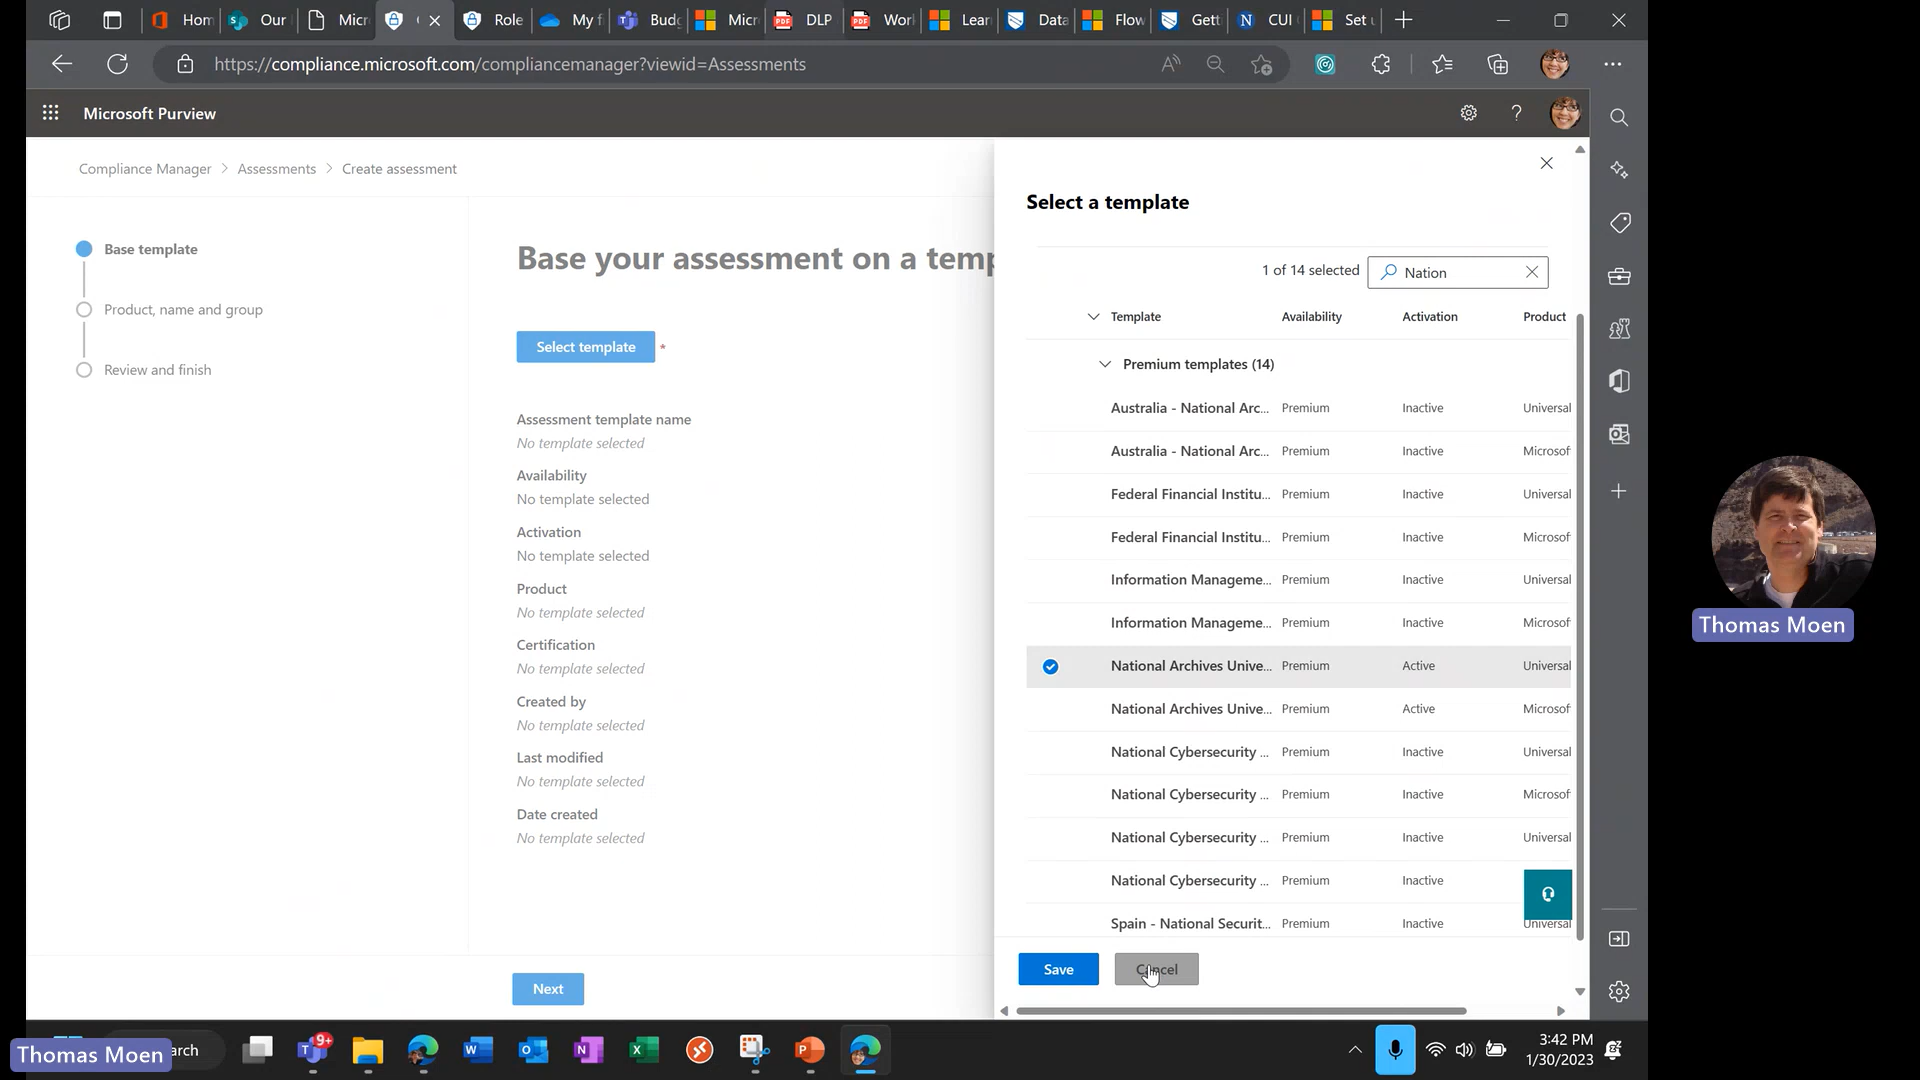 Hom
Our
Micr
Role
My f
Budg
Micr
DLP
Wor
Lear
Data
Flow
Gett
CUI
Set u
https://compliance.microsoft.com/compliancemanager?viewid=Assessments
Microsoft Purview
Compliance Manager > Assessments > Create assessment
Base template
Product, name and group
Review and finish
Base your assessment on a temp
Select template *
Assessment template name
No template selected
Availability
No template selected
Activation
No template selected
Product
No template selected
Certification
No template selected
Created by
No template selected
Last modified
No template selected
Date created
No template selected
Next
Select a template
1 of 14 selected
Nation
Template Availability Activation Product
Premium templates (14)
Australia - National Arc... Premium Inactive Universal
Australia - National Arc... Premium Inactive Microsof
Federal Financial Institu... Premium Inactive Universal
Federal Financial Institu... Premium Inactive Microsof
Information Manageme... Premium Inactive Universal
Information Manageme... Premium Inactive Microsof
National Archives Unive... Premium Active Universal
National Archives Unive... Premium Active Microsof
National Cybersecurity ... Premium Inactive Universal
National Cybersecurity ... Premium Inactive Microsof
National Cybersecurity ... Premium Inactive Universal
National Cybersecurity ... Premium Inactive
Spain - National Securit... Premium Inactive Universal
Save Cancel
Thomas Moen
Thomas Moen
arch
9+
3:42 PM
1/30/2023